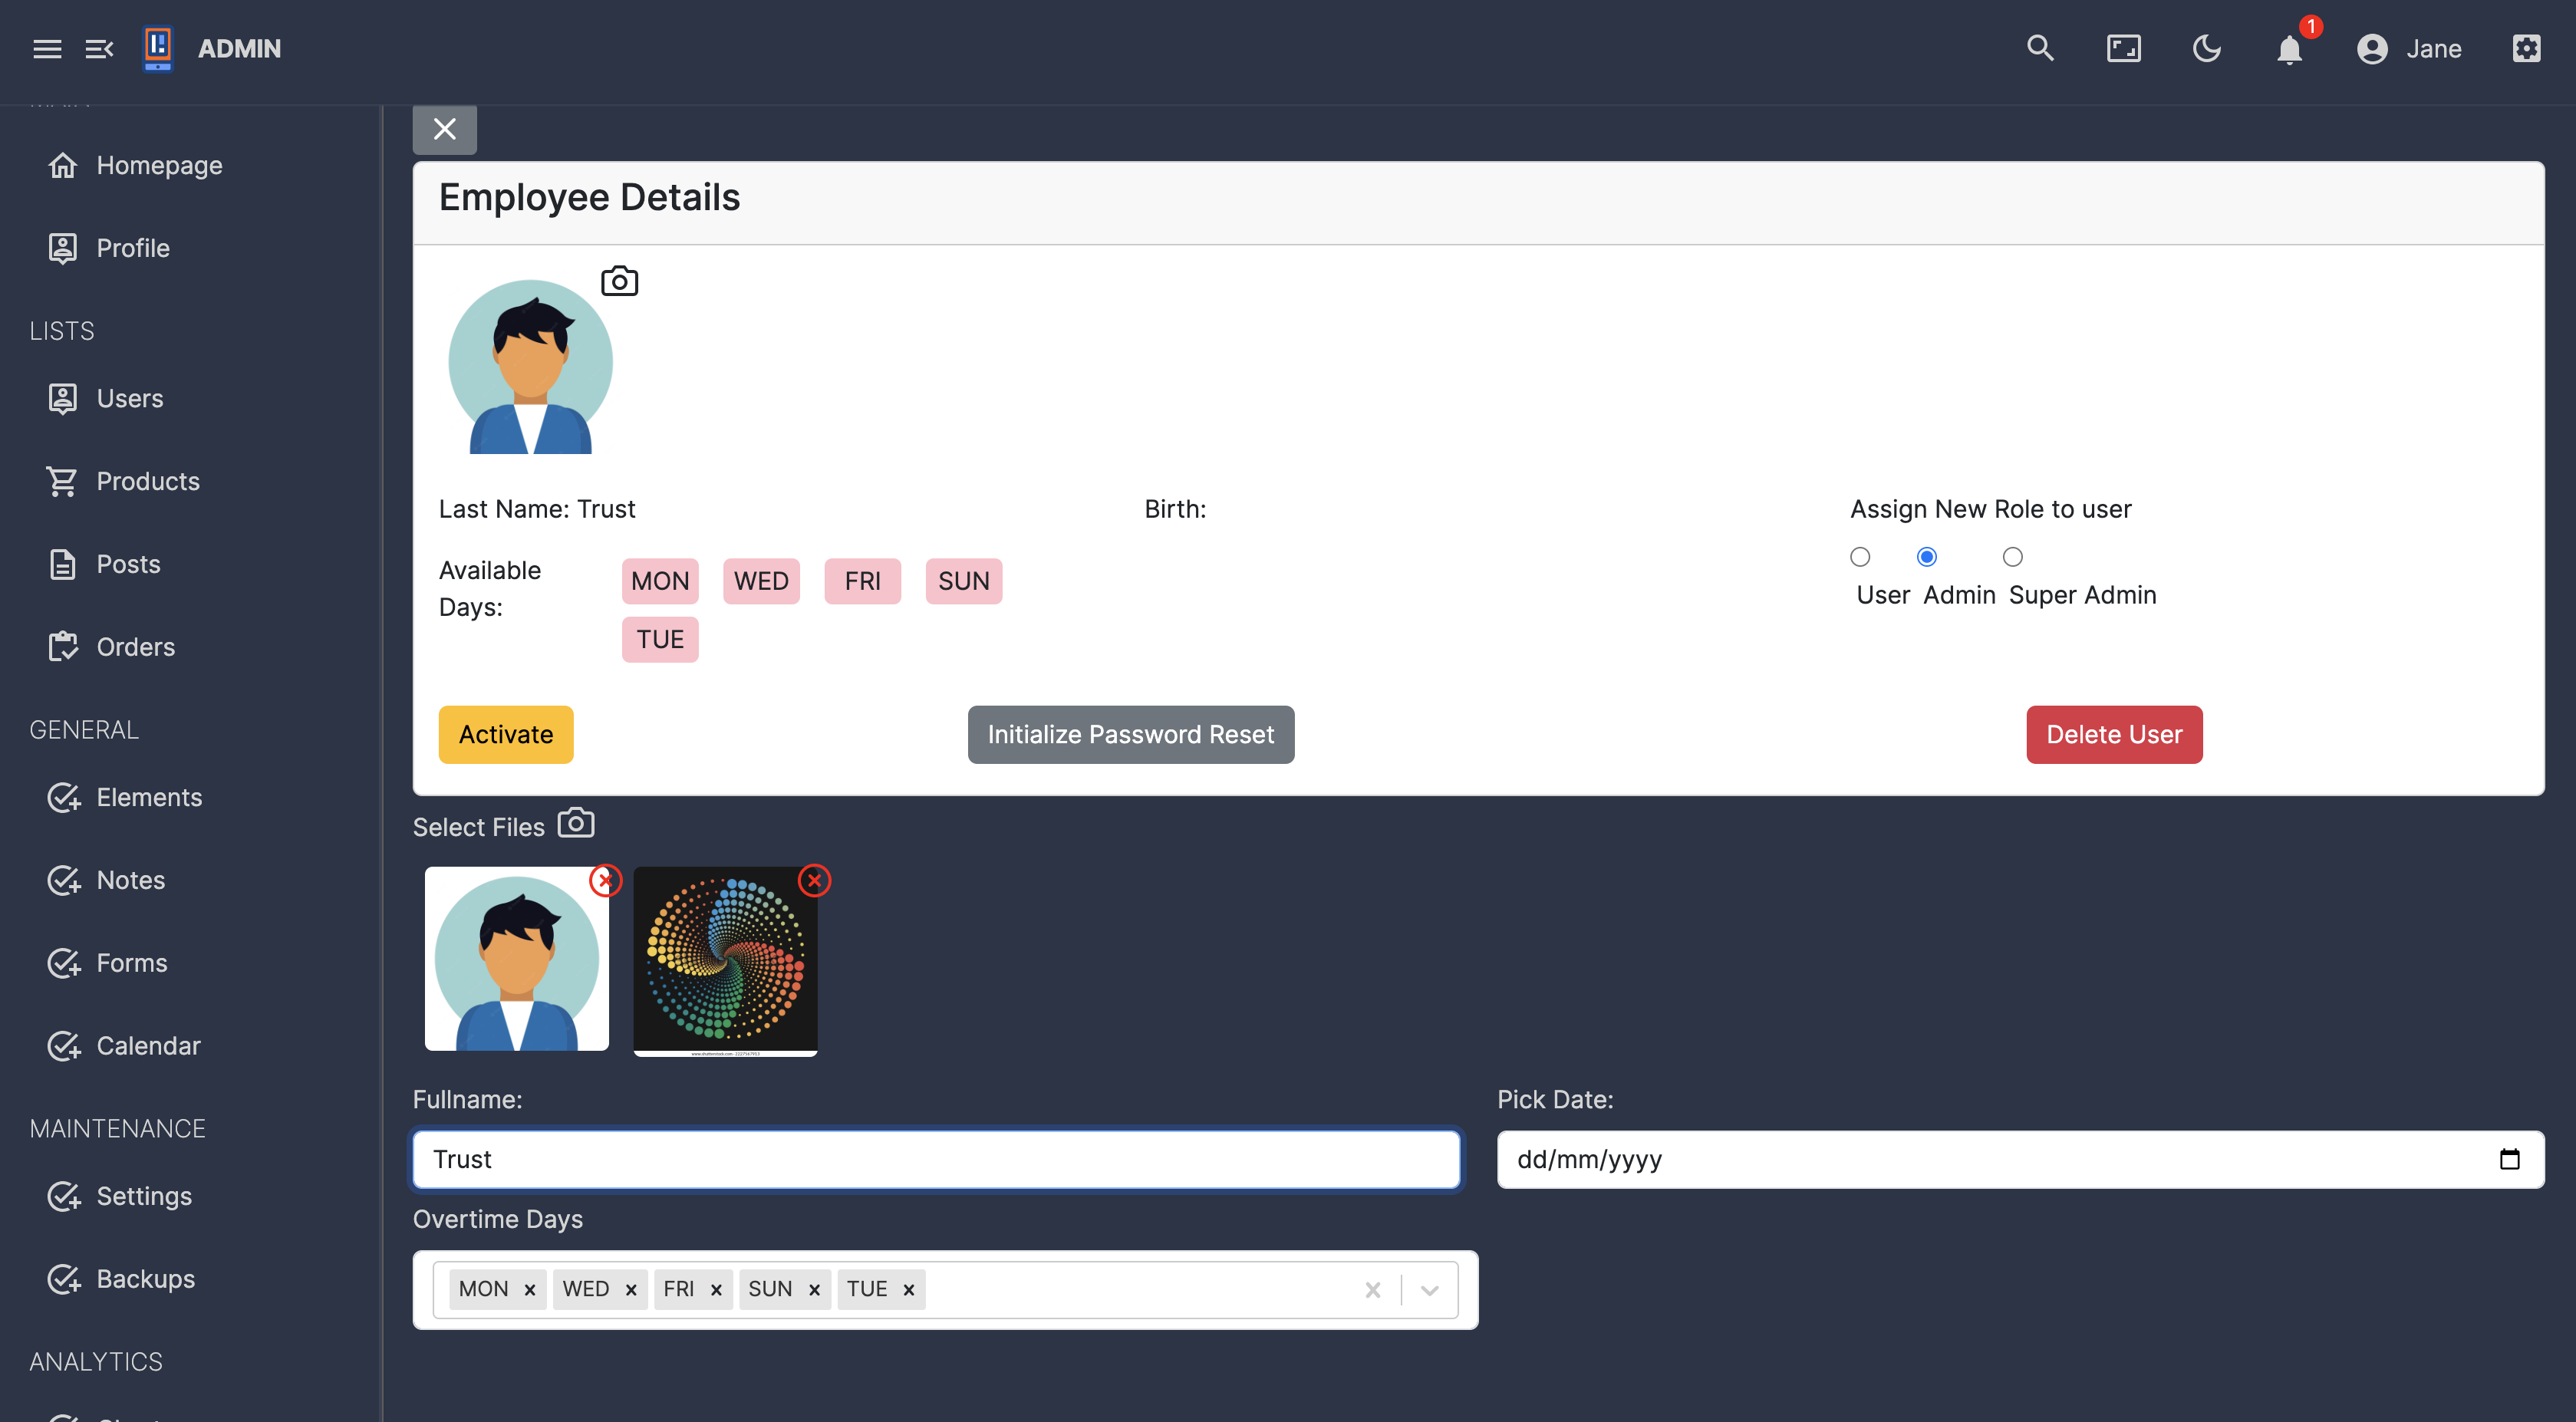 ADMIN
1
Jane
Homepage
Profile
LISTS
Users
Products
Posts
Orders
GENERAL
Elements
Notes
Forms
Calendar
MAINTENANCE
Settings
Backups
ANALYTICS
Employee Details
Last Name: Trust
Birth:
Assign New Role to user
Available
Days:
MON WED FRI SUN
TUE
User Admin Super Admin
Activate
Initialize Password Reset
Delete User
Select Files
Fullname:
Trust
Pick Date:
dd/mm/yyyy
Overtime Days
MON WED FRI SUN TUE